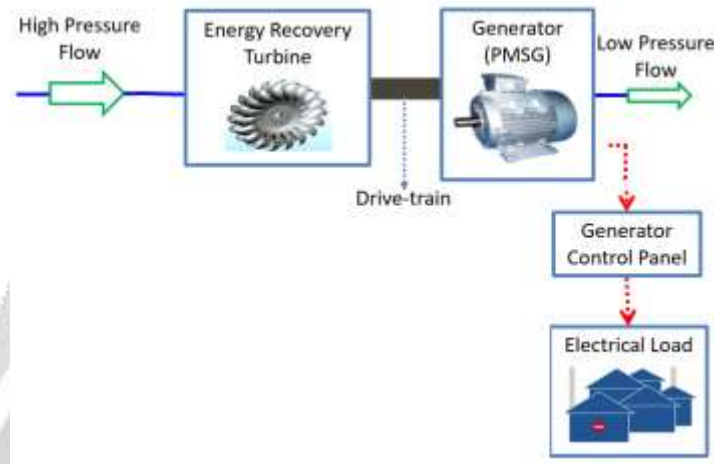 High Pressure
Flow
Energy Recovery
Turbine
Generator
(PMSG)
Low Pressure
Flow
Drive-train
Generator
Control Panel
Electrical Load